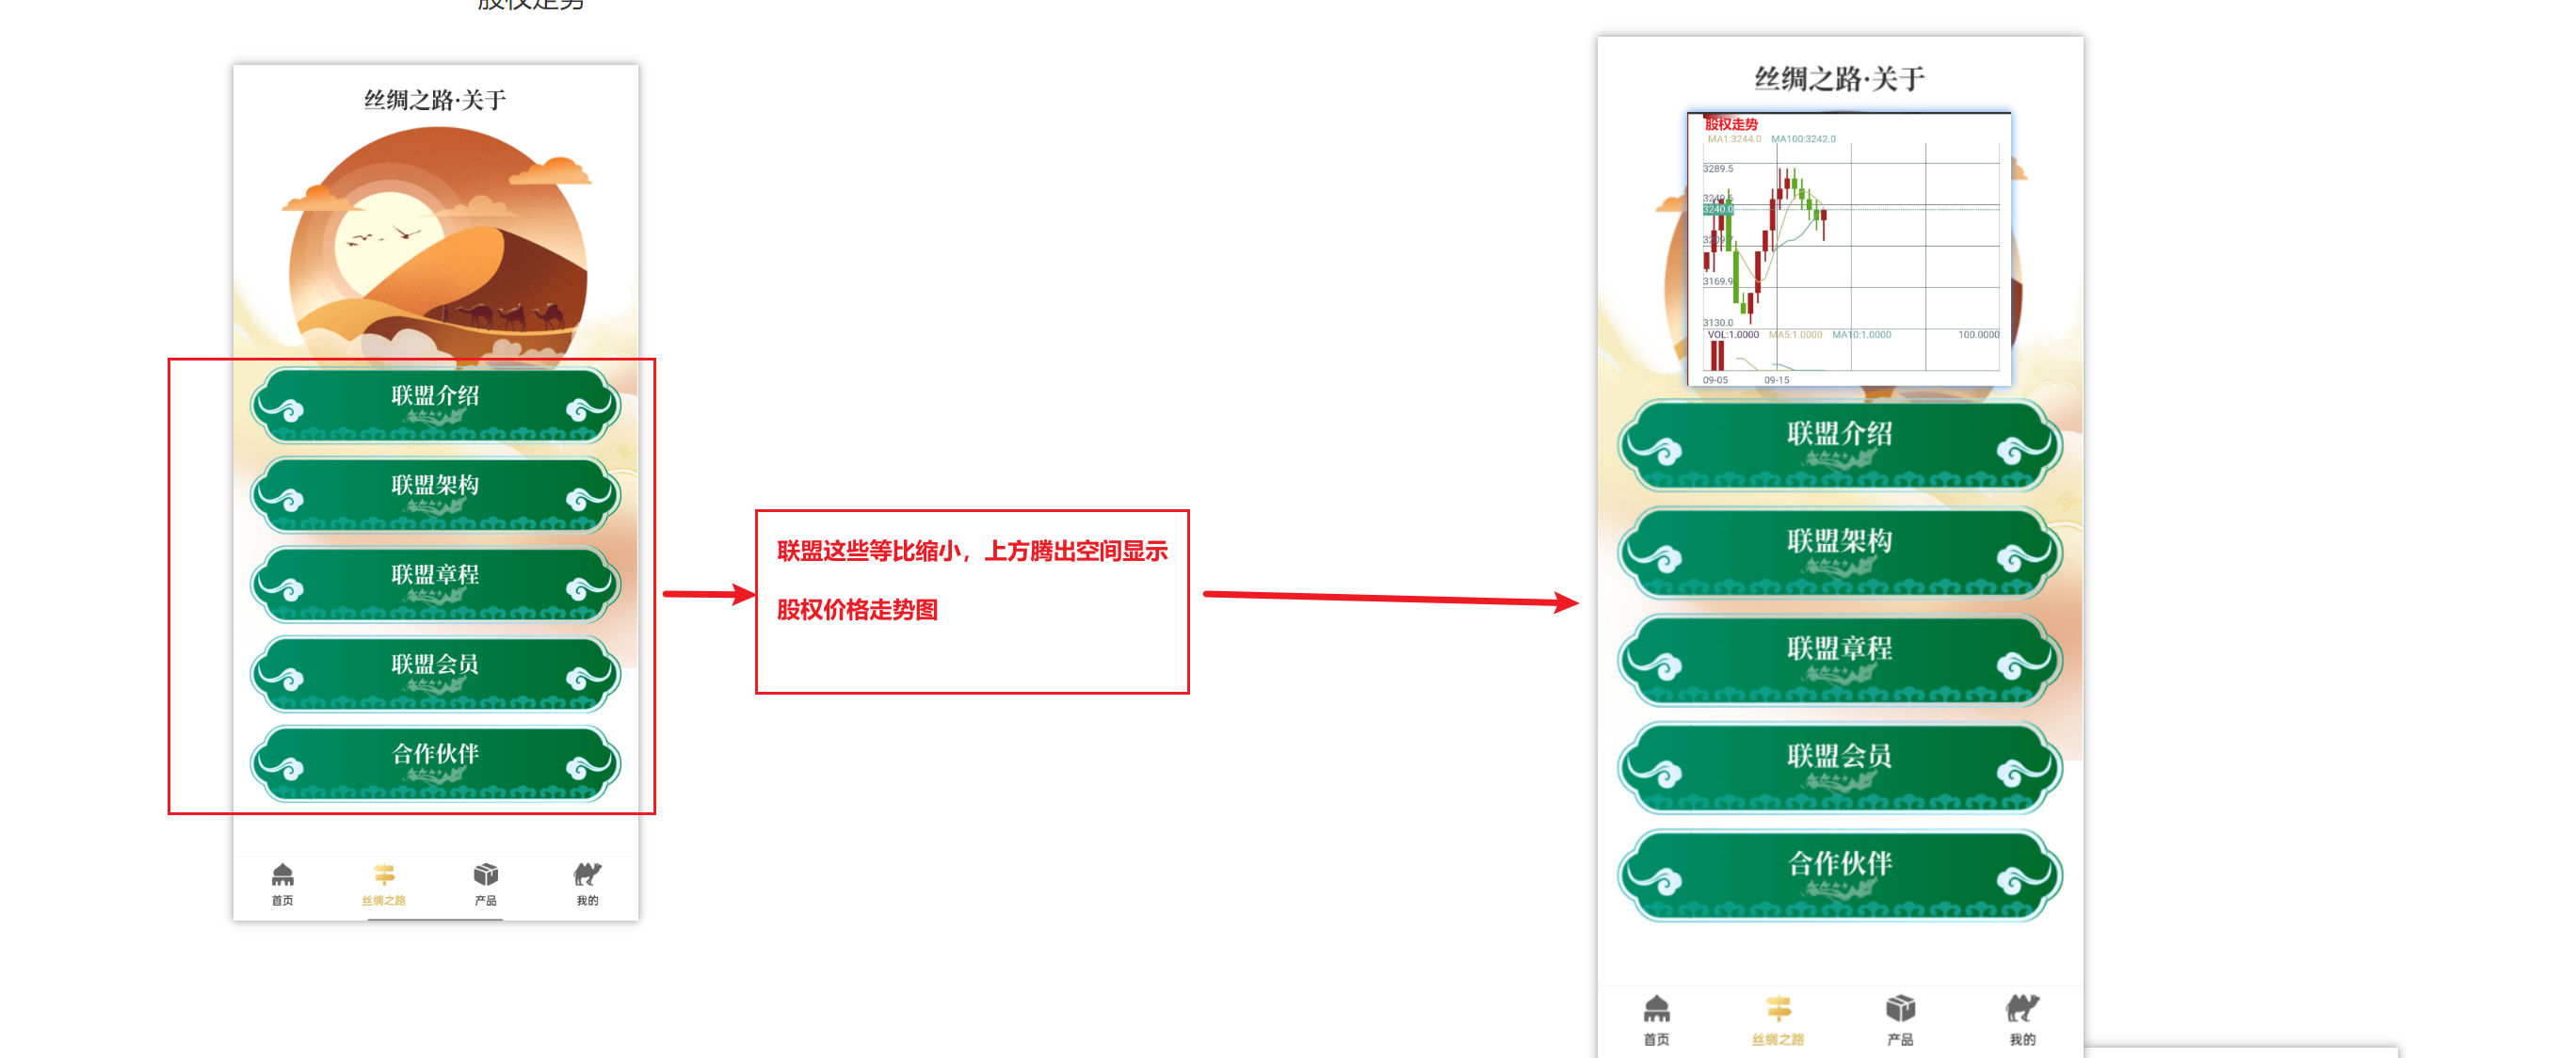 股权走势
丝绸之路·关于
联盟介绍
联盟架构
联盟章程
联盟会员
合作伙伴
首页
丝绸之路
产品
我的
联盟这些等比缩小，上方腾出空间显示
股权价格走势图
丝绸之路·关于
股权走势
MA1:3244.0 MA100:3242.0
3289.5
3240.0
3169.9
3130.0
VOL:1.0000 MA5:1.0000 MA10:1.0000 100.0000
09-05 09-15
联盟介绍
联盟架构
联盟章程
联盟会员
合作伙伴
首页
丝绸之路
产品
我的